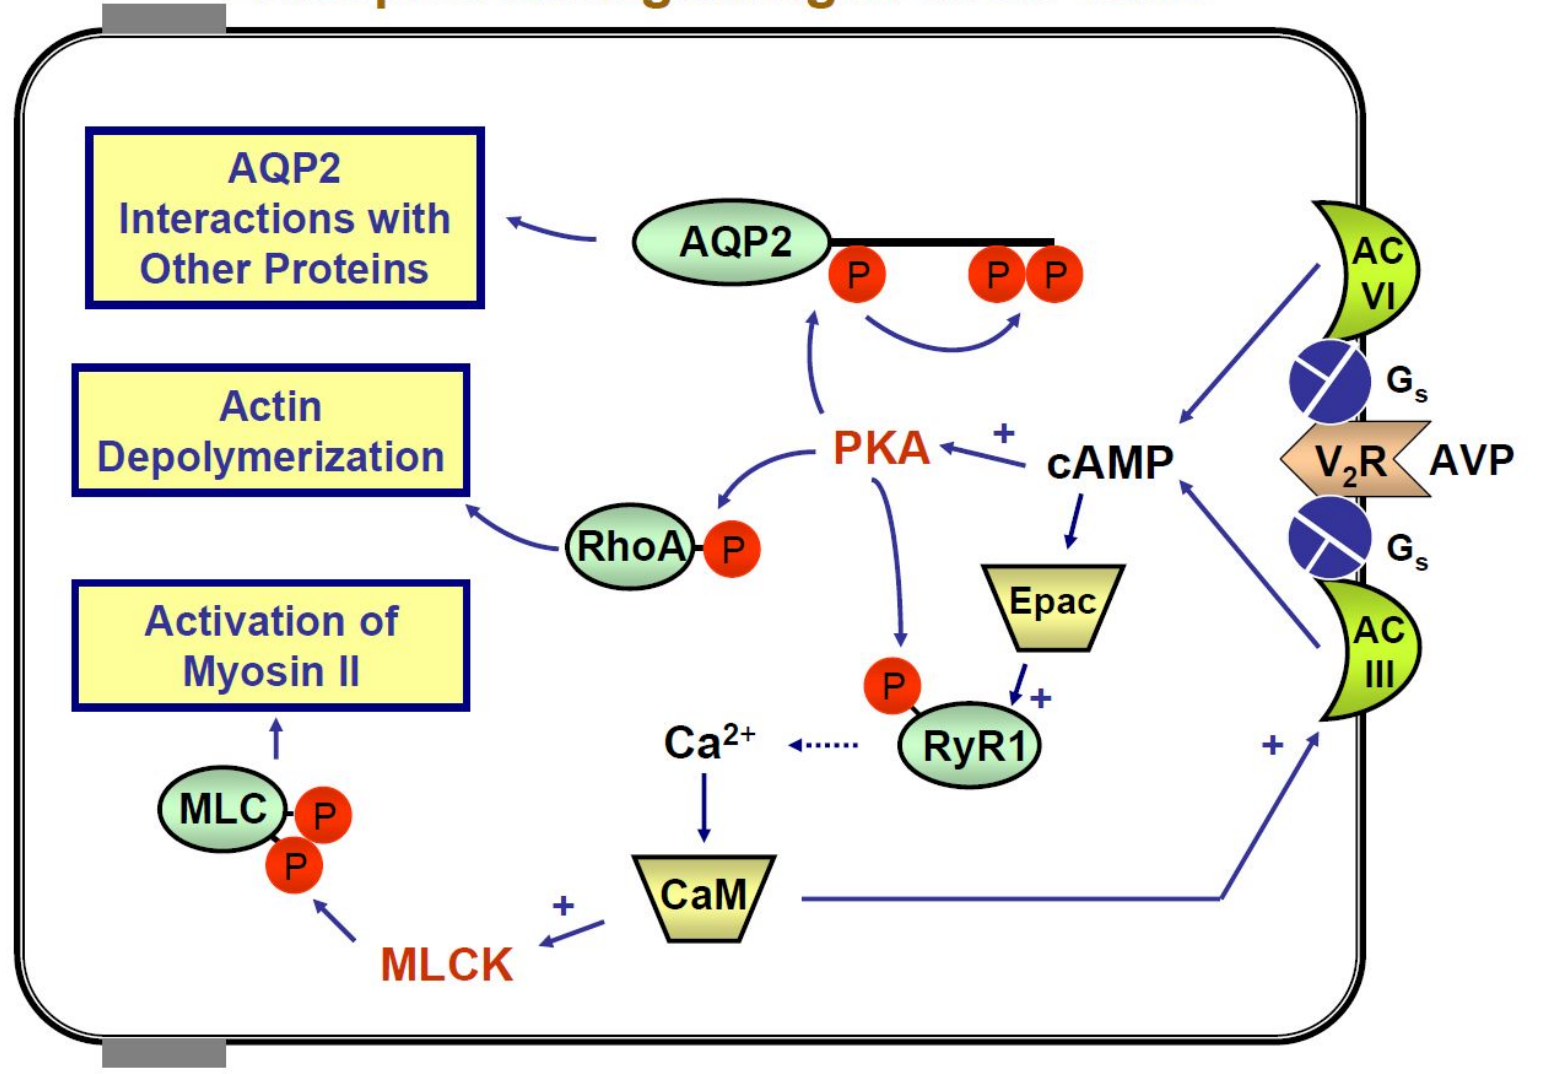 AQP2
Interactions with
Other Proteins
AQP2
P
P
P
AC
VI
Gs
Actin
Depolymerization
PKA
+
cAMP
V2R
AVP
RhoA
P
Gs
Epac
AC
III
Activation of
Myosin II
P
+
Ca2+
RyR1
+
MLC
P
P
CaM
+
MLCK